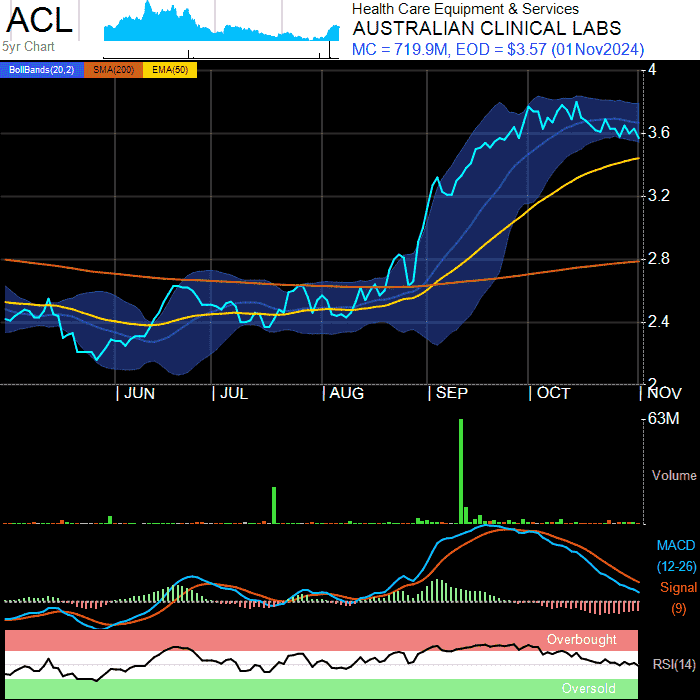 ACL
5yr Chart
Health Care Equipment & Services
AUSTRALIAN CLINICAL LABS
MC = 719.9M, EOD = $3.57 (01Nov2024)
BollBands(20,2) SMA(200) EMA(50)
4
3.6
3.2
2.8
2.4
2
JUN JUL AUG SEP OCT NOV
63M
Volume
MACD
(12-26)
Signal
(9)
Overbought
RSI(14)
Oversold